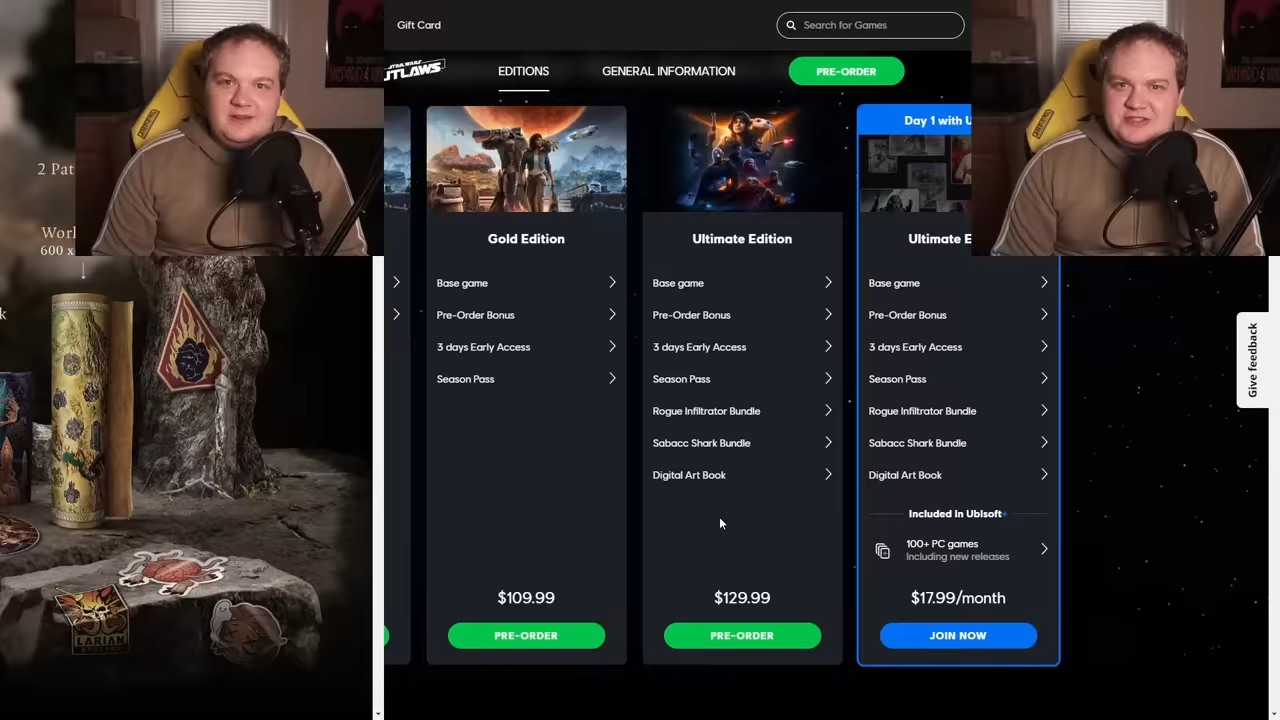 Gift Card
Search for Games
STAR WARS
OUTLAWS
EDITIONS
GENERAL INFORMATION
PRE-ORDER
2 Pat
600 x
Day 1 with U
Gold Edition
Base game
Pre-Order Bonus
3 days Early Access
Season Pass
$109.99
PRE-ORDER
Ultimate Edition
Base game
Pre-Order Bonus
3 days Early Access
Season Pass
Rogue Infiltrator Bundle
Sabacc Shark Bundle
Digital Art Book
$129.99
PRE-ORDER
Ultimate E
Base game
Pre-Order Bonus
3 days Early Access
Season Pass
Rogue Infiltrator Bundle
Sabacc Shark Bundle
Digital Art Book
Included In Ubisoft+
100+ PC games
Including new releases
$17.99/month
JOIN NOW
Give feedback
LARIAN
STUDIOS